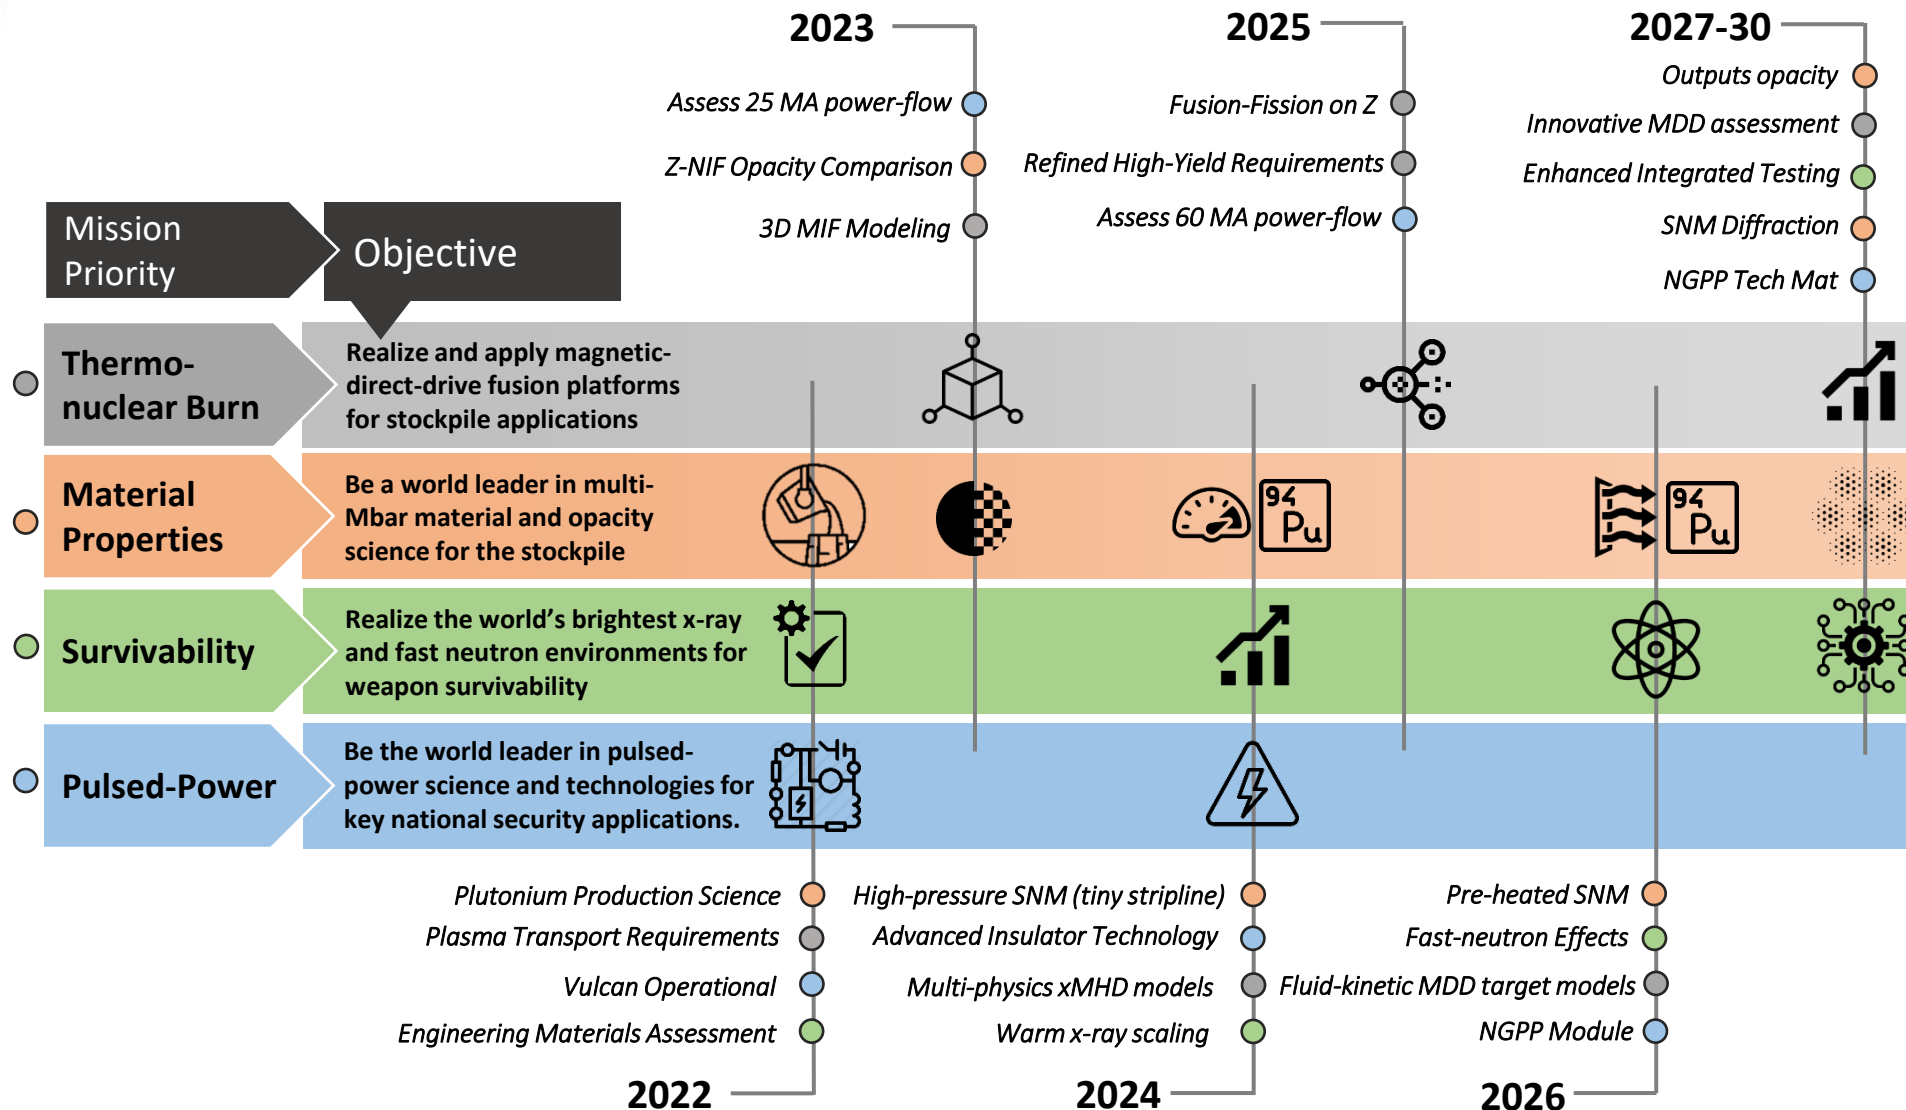 2023
Assess 25 MA power-flow
Z-NIF Opacity Comparison
3D MIF Modeling
2025
Fusion-Fission on Z
Refined High-Yield Requirements
Assess 60 MA power-flow
2027-30
Outputs opacity
Innovative MDD assessment
Enhanced Integrated Testing
SNM Diffraction
NGPP Tech Mat
Mission
Priority
Objective
Thermo-
nuclear Burn
Realize and apply magnetic-
direct-drive fusion platforms
for stockpile applications
Material
Properties
Be a world leader in multi-
Mbar material and opacity
science for the stockpile
94
Pu
94
Pu
Survivability
Realize the world's brightest x-ray
and fast neutron environments for
weapon survivability
Pulsed-Power
Be the world leader in pulsed-
power science and technologies for
key national security applications.
Plutonium Production Science
Plasma Transport Requirements
Vulcan Operational
Engineering Materials Assessment
2022
High-pressure SNM (tiny stripline)
Advanced Insulator Technology
Multi-physics xMHD models
Warm x-ray scaling
2024
Pre-heated SNM
Fast-neutron Effects
Fluid-kinetic MDD target models
NGPP Module
2026